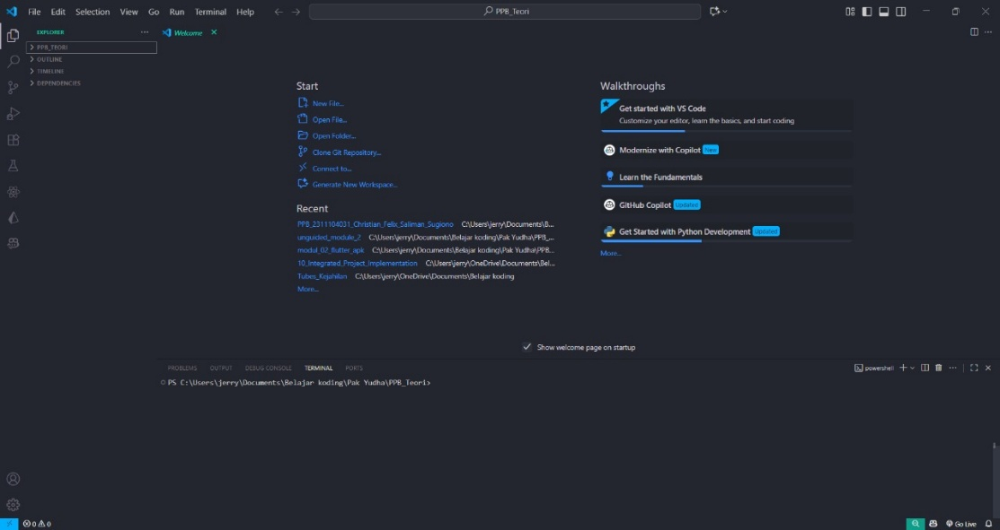 File Edit Selection View Go Run Terminal Help
PPB_Teori
EXPLORER
PPB_TEORI
OUTLINE
TIMELINE
DEPENDENCIES
Welcome
Start
New File...
Open File...
Open Folder...
Clone Git Repository...
Connect to...
Generate New Workspace...
Recent
PPB_2311104031_Christian_Felix_Saliman_Sugiono C:\Users\jerry\Documents\B...
unguided_module_2 C:\Users\jerry\Documents\Belajar koding\Pak Yudha\PPB_...
modul_02_flutter_apk C:\Users\jerry\Documents\Belajar koding\Pak Yudha\PPB...
10_Integrated_Project_Implementation C:\Users\jerry\OneDrive\Documents\Bel...
Tubes_Kejahilan C:\Users\jerry\OneDrive\Documents\Belajar koding
More...
Walkthroughs
Get started with VS Code
Customize your editor, learn the basics, and start coding
Modernize with Copilot New
Learn the Fundamentals
GitHub Copilot Updated
Get Started with Python Development Updated
More...
Show welcome page on startup
PROBLEMS OUTPUT DEBUG CONSOLE TERMINAL PORTS
powershell
PS C:\Users\jerry\Documents\Belajar koding\Pak Yudha\PPB_Teori>
0 0
Go Live